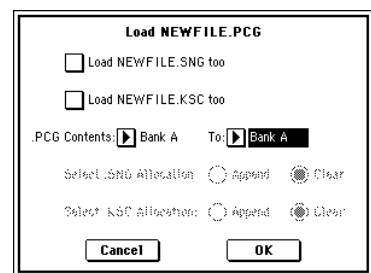 Load NEWFILE.PCG
Load NEWFILE.SNG too
Load NEWFILE.KSC too
.PCG Contents: Bank A To: Bank A
Select .SNG Allocation: Append Clear
Select .KSC Allocation: Append Clear
Cancel OK